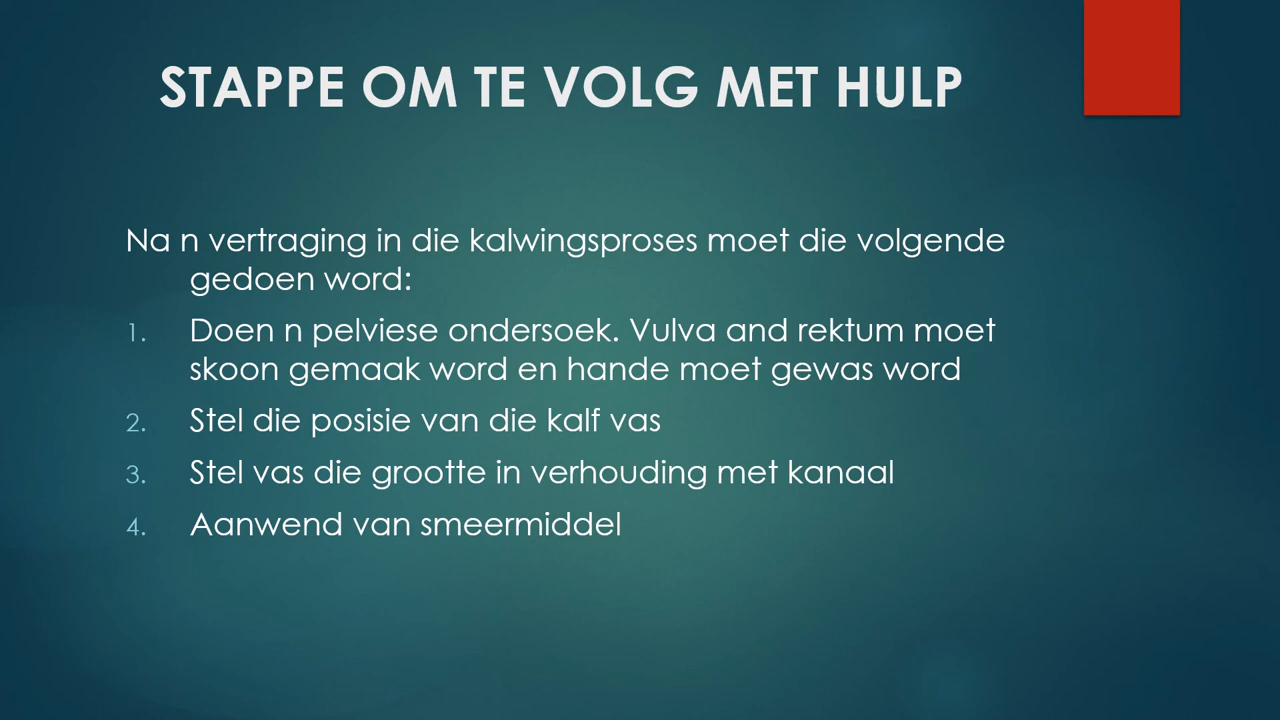 STAPPE OM TE VOLG MET HULP
Na n vertraging in die kalwingsproses moet die volgende
gedoen word:
1. Doen n pelviese ondersoek. Vulva and rektum moet
skoon gemaak word en hande moet gewas word
2. Stel die posisie van die kalf vas
3. Stel vas die grootte in verhouding met kanaal
4. Aanwend van smeermiddel